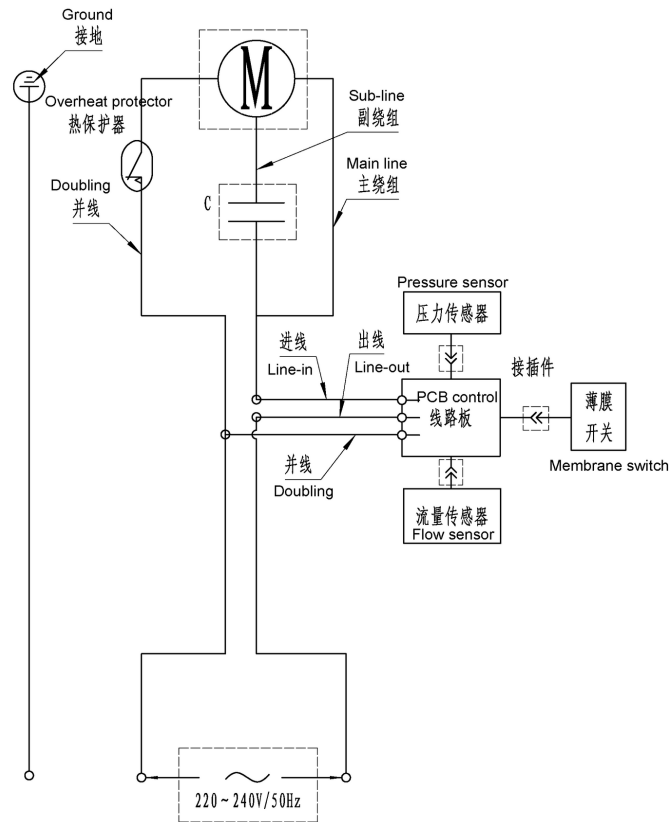 Ground
接地
Overheat protector
热保护器
M
Sub-line
副绕组
Main line
主绕组
Doubling
并线
C
Pressure sensor
压力传感器
进线
Line-in
出线
Line-out
接插件
PCB control
线路板
薄膜
开关
Membrane switch
并线
Doubling
流量传感器
Flow sensor
220~240V/50Hz